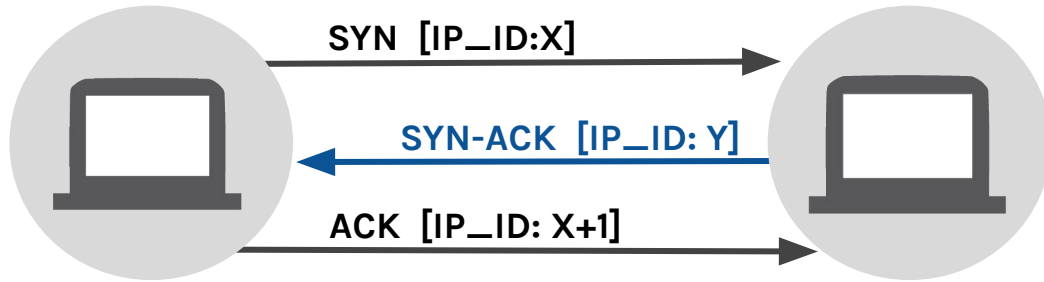 SYN [IP_ID:X]
SYN-ACK [IP_ID: Y]
ACK [IP_ID: X+1]